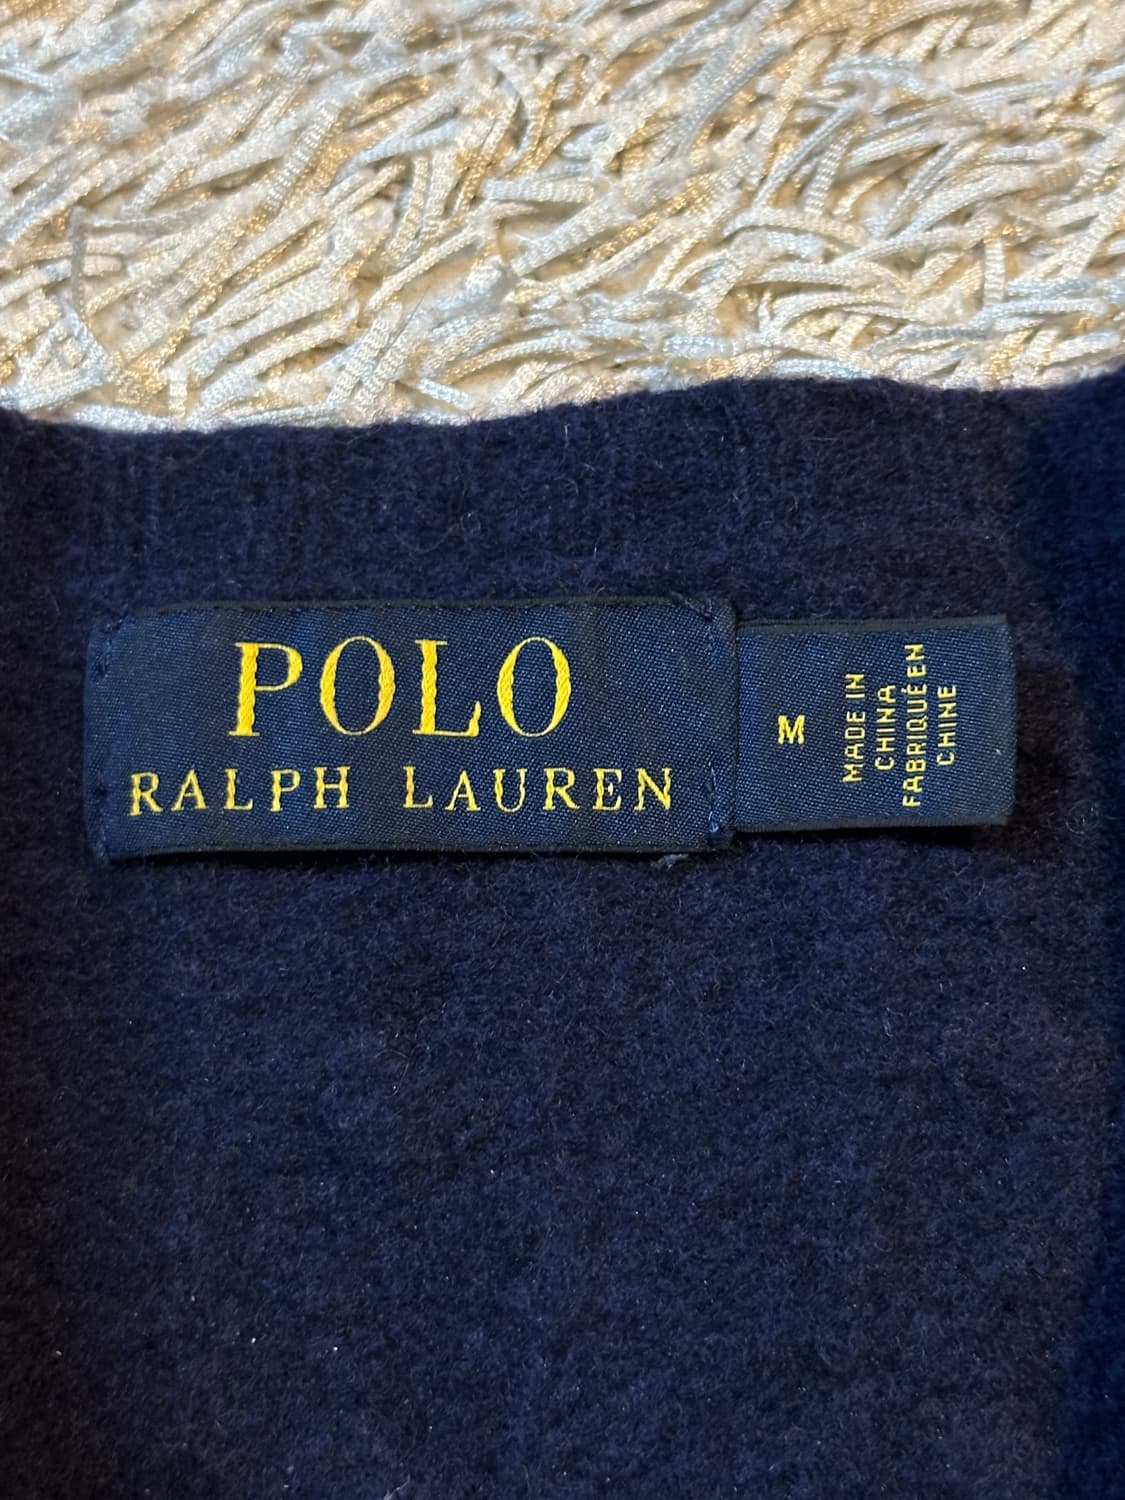 POLO
RALPH LAUREN
M
MADE IN
CHINA
FABRIQUÉ EN
CHINE